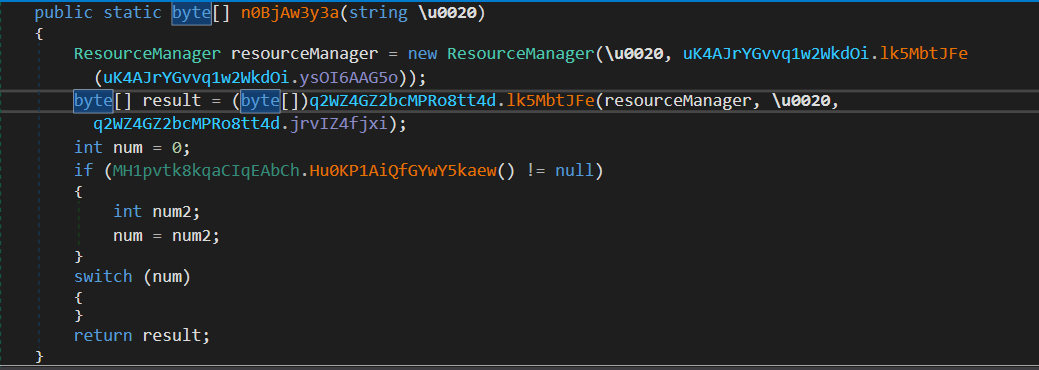 public static byte[] n0BjAw3y3a(string \u0020)
{
ResourceManager resourceManager = new ResourceManager(\u0020, uK4AJrYGvvq1w2WkdOi.lk5MbtJFe
(uK4AJrYGvvq1w2WkdOi.ysOI6AAG5o));
byte[] result = (byte[])q2WZ4GZ2bcMPRo8tt4d.lk5MbtJFe(resourceManager, \u0020,
q2WZ4GZ2bcMPRo8tt4d.jrvIZ4fjxi);
int num = 0;
if (MH1pvtk8kqaCIqEAbCh.Hu0KP1AiQfGYwY5kaew() != null)
{
int num2;
num = num2;
}
switch (num)
{
}
return result;
}